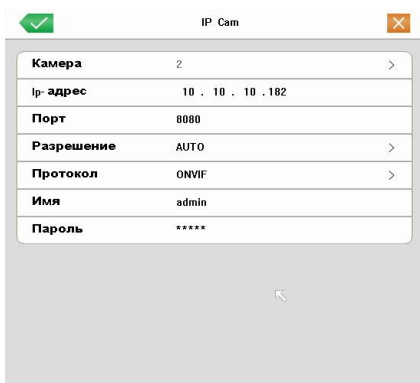 IP Cam
Камера 2
Ip-адрес 10 . 10 . 10 .182
Порт 8080
Разрешение AUTO
Протокол ONVIF
Имя admin
Пароль *****